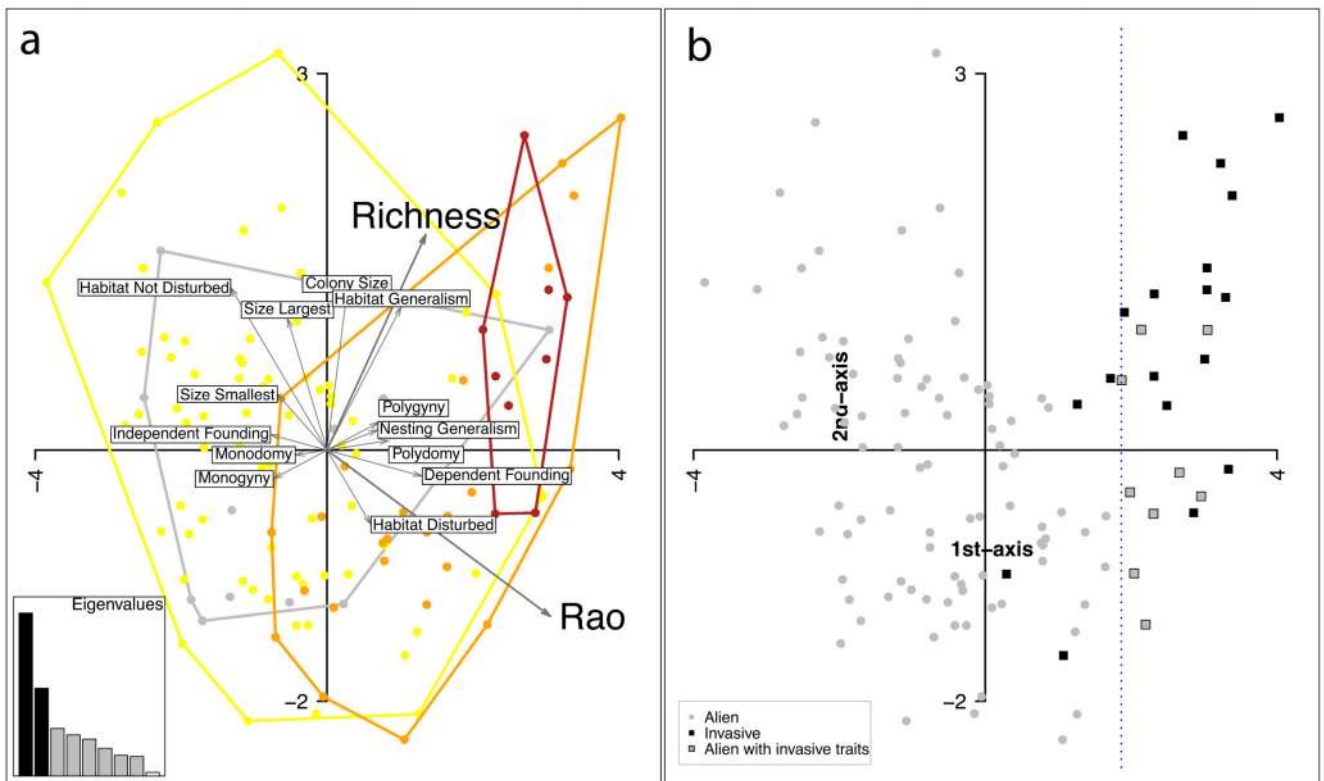 a
3
Richness
Colony Size
Habitat Not Disturbed
Habitat Generalism
Size Largest
Size Smallest
Polygyny
Independent Founding
Nesting Generalism
Monodomy
Polydomy
-4
4
Monogyny
Dependent Founding
Habitat Disturbed
Eigenvalues
Rao
-2
b
3
2nd-axis
-4
4
1st-axis
-2
Alien
Invasive
Alien with invasive traits